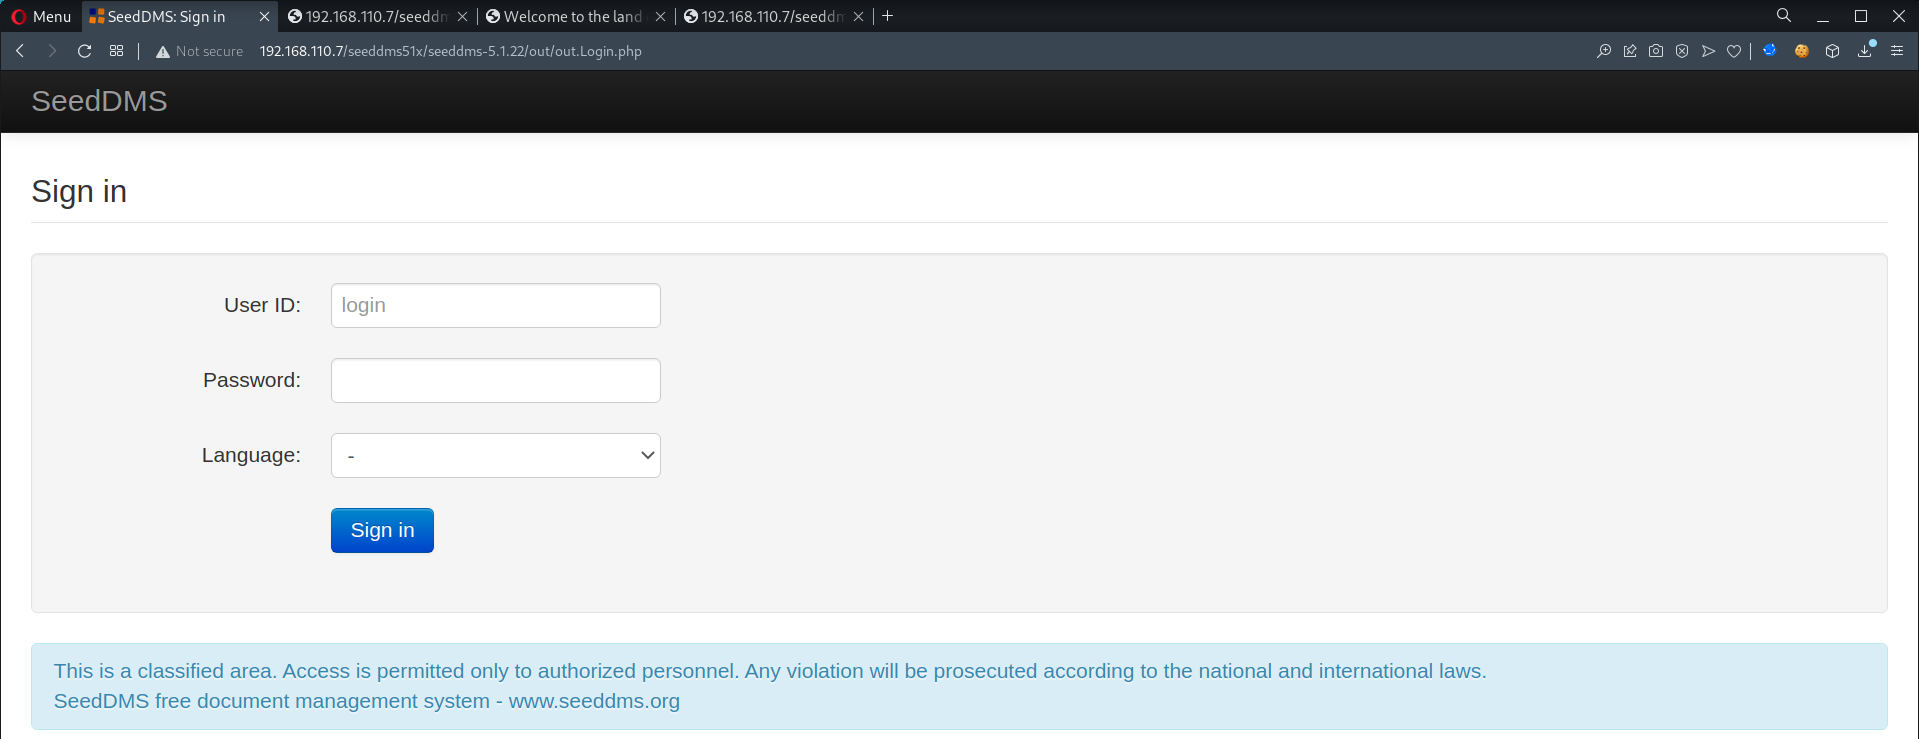 Menu SeedDMS: Sign in 192.168.110.7/seeddm Welcome to the land 192.168.110.7/seeddm
Not secure 192.168.110.7/seeddms51x/seeddms-5.1.22/out/out.Login.php
SeedDMS
Sign in
User ID: login
Password:
Language: -
Sign in
This is a classified area. Access is permitted only to authorized personnel. Any violation will be prosecuted according to the national and international laws.
SeedDMS free document management system - www.seeddms.org